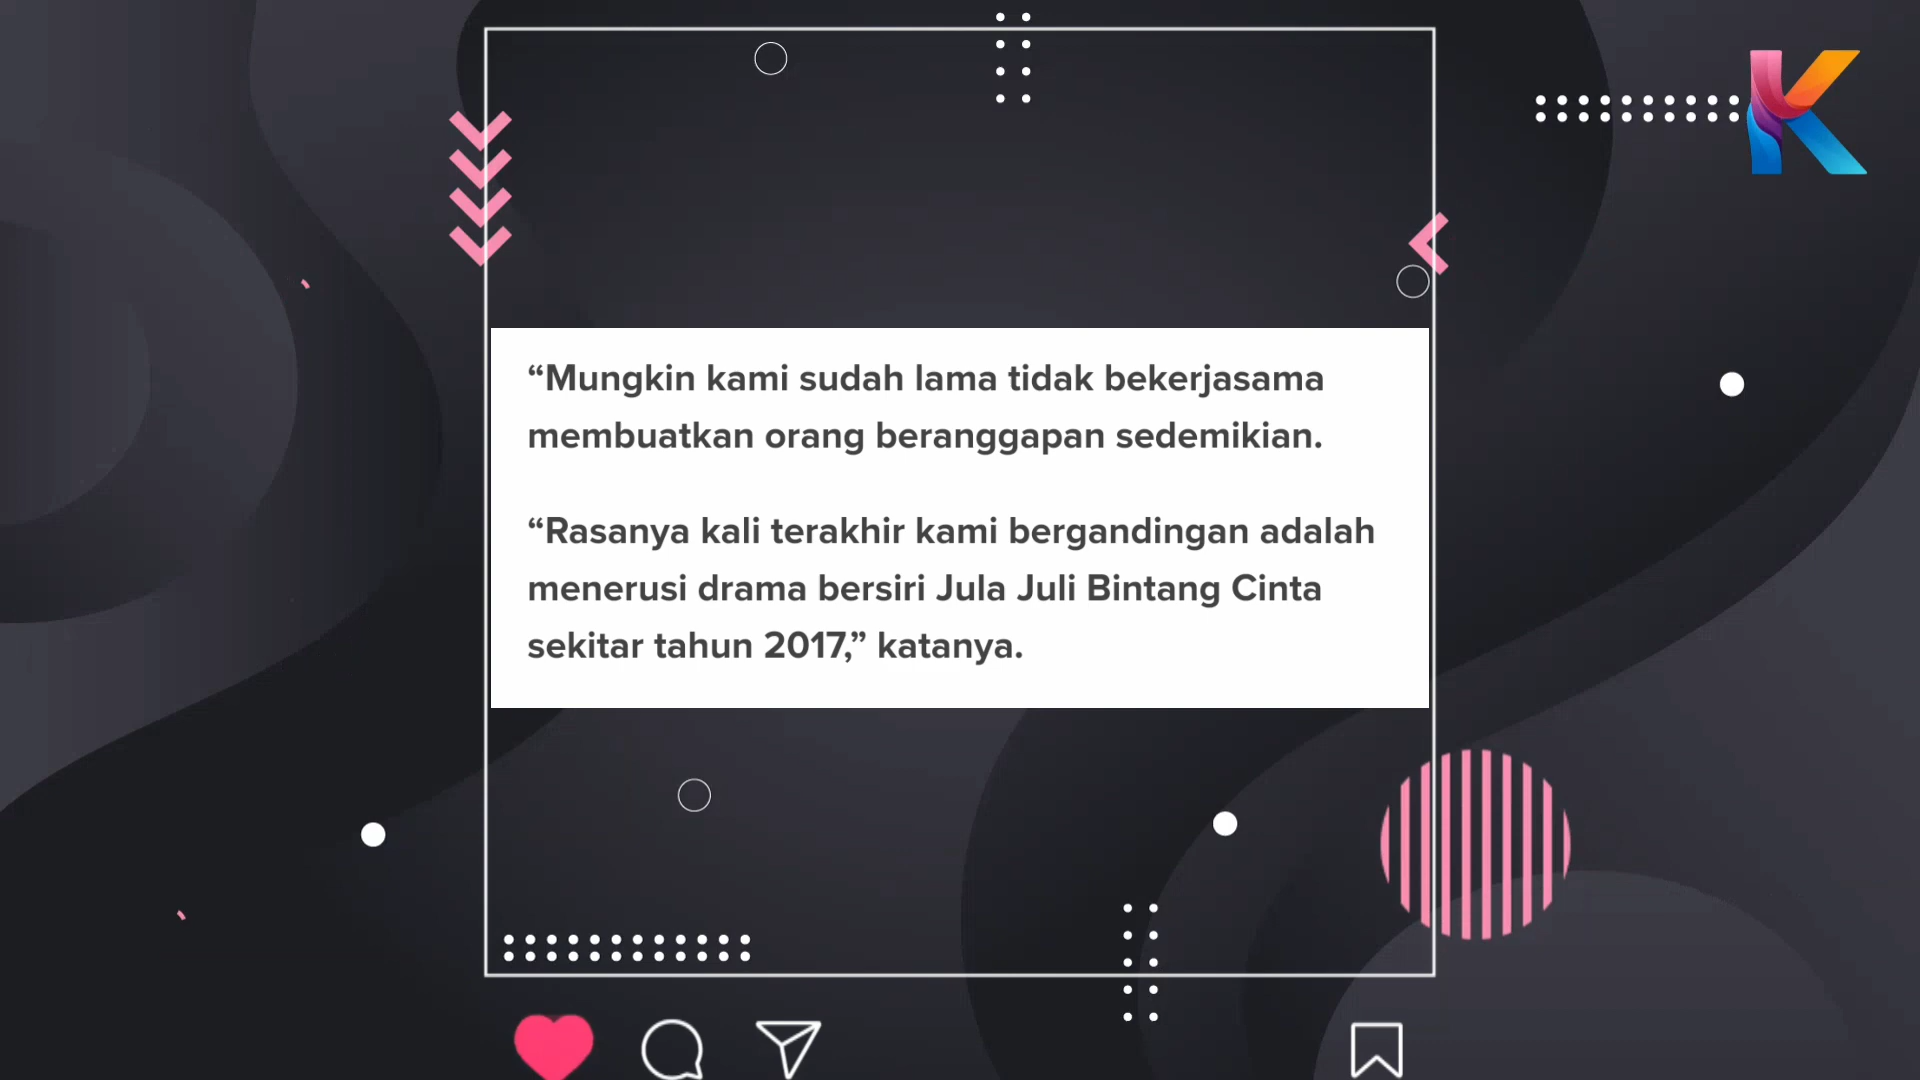 “Mungkin kami sudah lama tidak bekerjasama
membuatkan orang beranggapan sedemikian.
“Rasanya kali terakhir kami bergandingan adalah
menerusi drama bersiri Jula Juli Bintang Cinta
sekitar tahun 2017,” katanya.
K